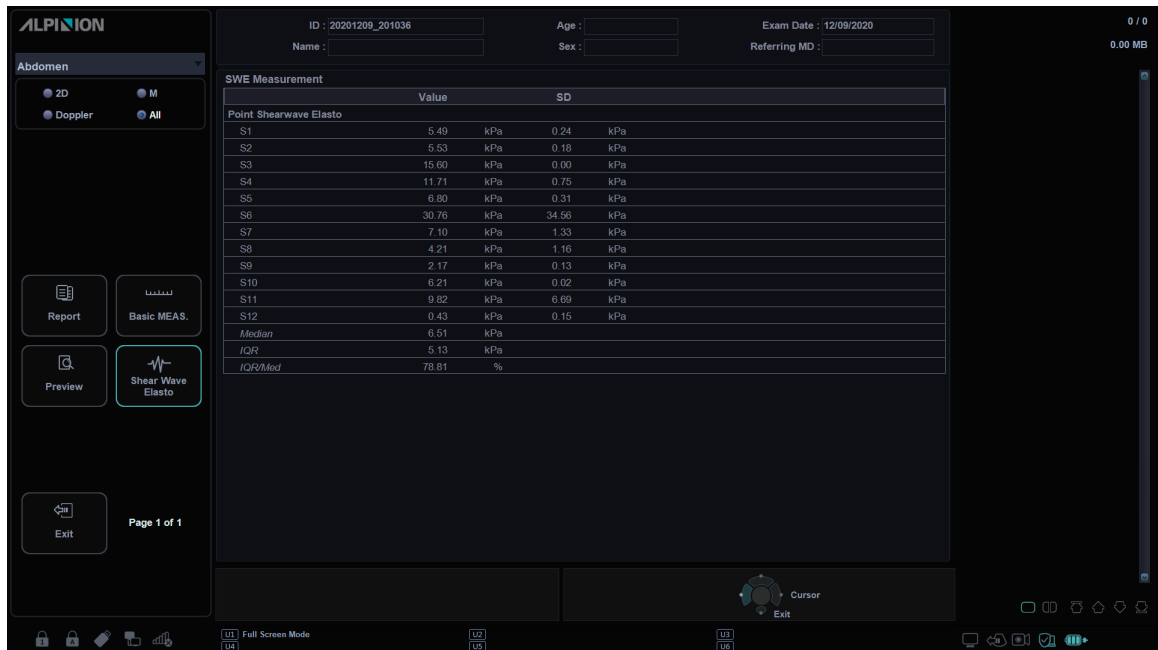 ALPINION
ID : 20201209_201036 Age : Exam Date : 12/09/2020
Name : Sex : Referring MD :
0 / 0
0.00 MB
Abdomen
2D M
Doppler All
Report Basic MEAS.
Preview Shear Wave Elasto
Exit Page 1 of 1
SWE Measurement
Value SD
Point Shearwave Elasto
S1 5.49 kPa 0.24 kPa
S2 5.53 kPa 0.18 kPa
S3 15.60 kPa 0.00 kPa
S4 11.71 kPa 0.75 kPa
S5 6.80 kPa 0.31 kPa
S6 30.76 kPa 34.56 kPa
S7 7.10 kPa 1.33 kPa
S8 4.21 kPa 1.16 kPa
S9 2.17 kPa 0.13 kPa
S10 6.21 kPa 0.02 kPa
S11 9.82 kPa 6.69 kPa
S12 0.43 kPa 0.15 kPa
Median 6.51 kPa
IQR 5.13 kPa
IQR/Med 78.81 %
Cursor
Exit
U1 Full Screen Mode U2 U3
U4 U5 U6